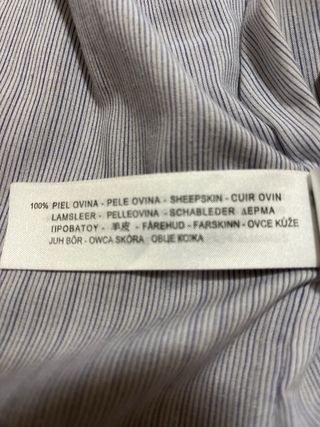 100% PIEL OVINA - PELE OVINA - SHEEPSKIN - CUIR OVIN
LAMSLEER - PELLEOVINA - SCHABLEDER - ΔΕΡΜΑ
ΠΡΟΒΑΤΟΥ - 羊皮 - FÅREHUD - FARSKINN - OVCE KŮŽE
JUH BŐR - OWCA SKÓRA - OBЦE КОЖА